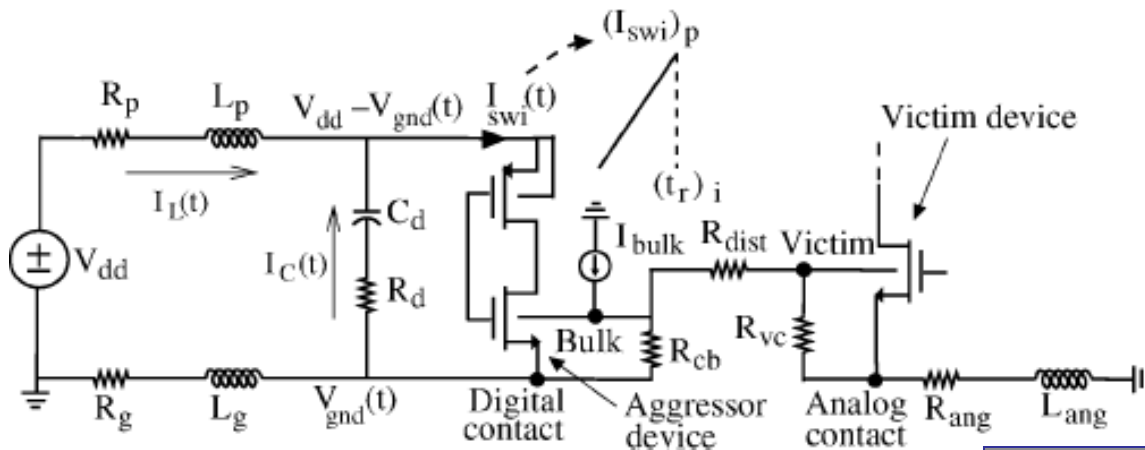 (I_swi)_p
R_p
L_p
V_dd – V_gnd(t)
I_swi(t)
Victim device
I_L(t)
(t_r)_i
C_d
I_bulk
R_dist
Victim
V_dd
I_C(t)
R_d
Bulk
R_cb
R_vc
R_g
L_g
V_gnd(t)
Digital
contact
Aggressor
device
Analog
contact
R_ang
L_ang